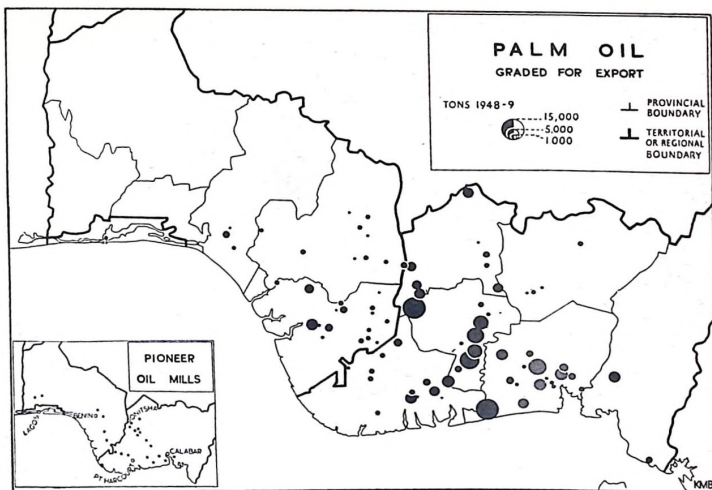 PALM OIL
GRADED FOR EXPORT
TONS 1948-9
15,000
5,000
1000
PROVINCIAL
BOUNDARY
TERRITORIAL
OR REGIONAL
BOUNDARY
PIONEER
OIL MILLS
LAGOS
BENIN
ONITSHA
CALABAR
PT HARCOURT
KMB